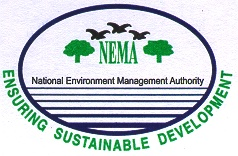 NEMA
National Environment Management Authority
ENSURING SUSTAINABLE DEVELOPMENT